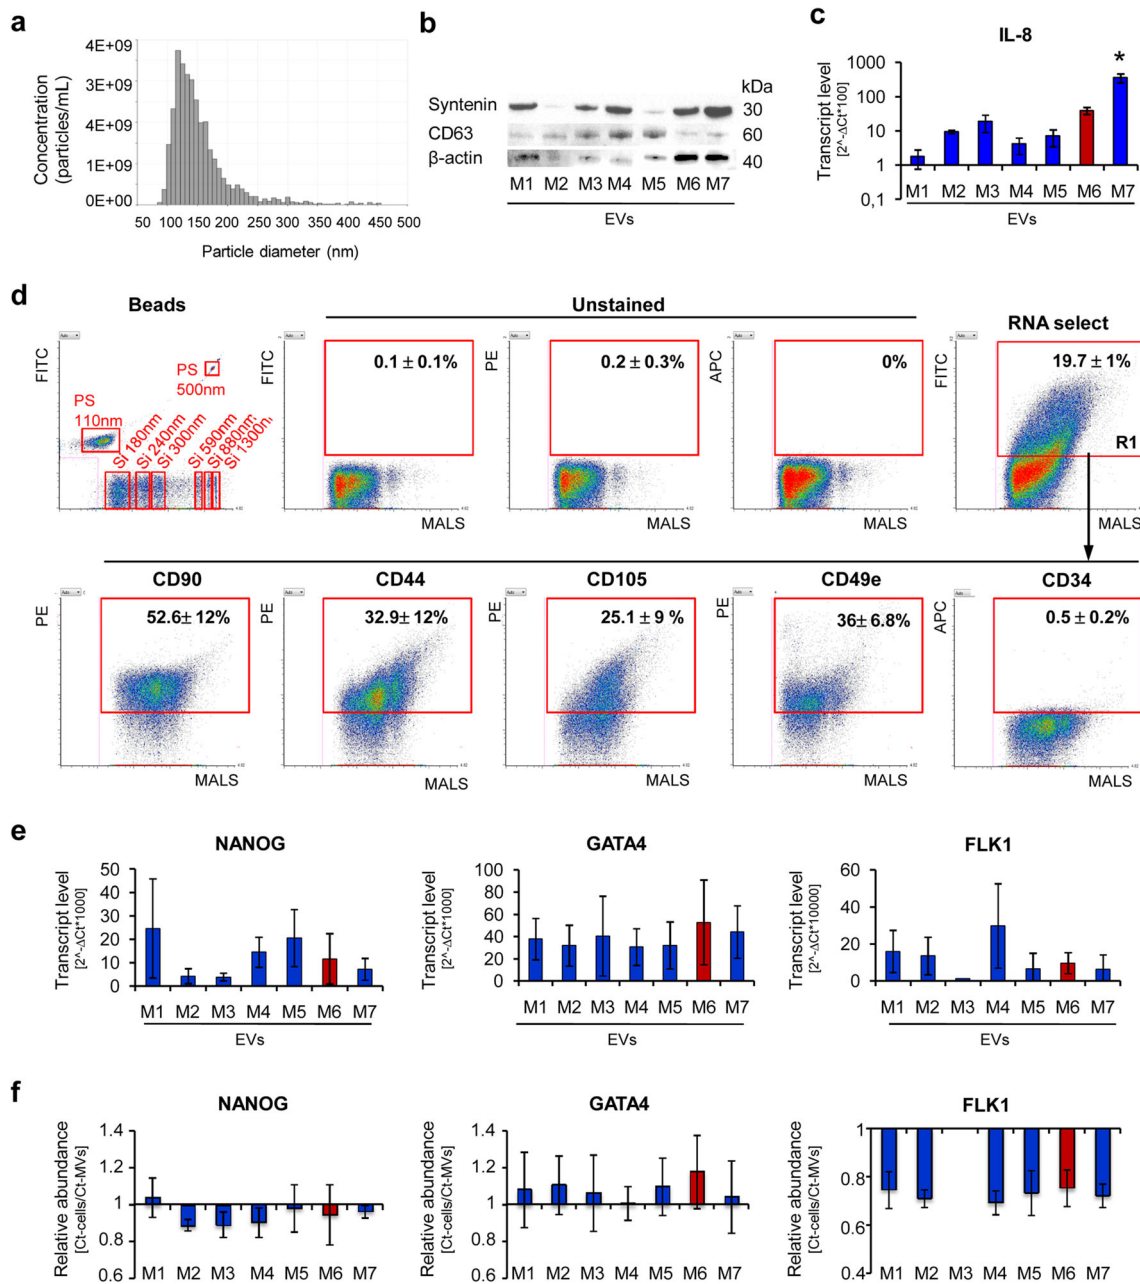 a
4E+09
3E+09
2E+09
1E+09
0E+00
Concentration
(particles/mL)
50 100 150 200 250 300 350 400 450 500
Particle diameter (nm)
b
kDa
Syntenin 30
CD63 60
β-actin 40
M1 M2 M3 M4 M5 M6 M7
EVs
c
IL-8
*
Transcript level
[2^-ΔCt*100]
1000
100
10
1
0,1
M1 M2 M3 M4 M5 M6 M7
EVs
d
Beads
Unstained
RNA select
FITC
PS
500nm
PS
110nm
Si 180nm
Si 240nm
Si 300nm
Si 590nm
Si 880nm
Si 1300n
FITC
0.1 ± 0.1%
MALS
PE
0.2 ± 0.3%
MALS
APC
0%
MALS
FITC
19.7 ± 1%
R1
MALS
CD90
PE
52.6± 12%
MALS
CD44
PE
32.9± 12%
MALS
CD105
PE
25.1 ± 9 %
MALS
CD49e
PE
36± 6.8%
MALS
CD34
APC
0.5 ± 0.2%
MALS
e
NANOG
Transcript level
[2^-ΔCt*1000]
50
40
30
20
10
0
M1 M2 M3 M4 M5 M6 M7
EVs
GATA4
Transcript level
[2^-ΔCt*1000]
100
80
60
40
20
0
M1 M2 M3 M4 M5 M6 M7
EVs
FLK1
Transcript level
[2^-ΔCt*10000]
60
40
20
0
M1 M2 M3 M4 M5 M6 M7
EVs
f
NANOG
Relative abundance
[Ct-cells/Ct-MVs]
1.4
1.2
1
0.8
0.6
M1 M2 M3 M4 M5 M6 M7
GATA4
Relative abundance
[Ct-cells/Ct-MVs]
1.4
1.2
1
0.8
0.6
M1 M2 M3 M4 M5 M6 M7
FLK1
Relative abundance
[Ct-cells/Ct-MVs]
1
0.8
0.6
0.4
M1 M2 M3 M4 M5 M6 M7